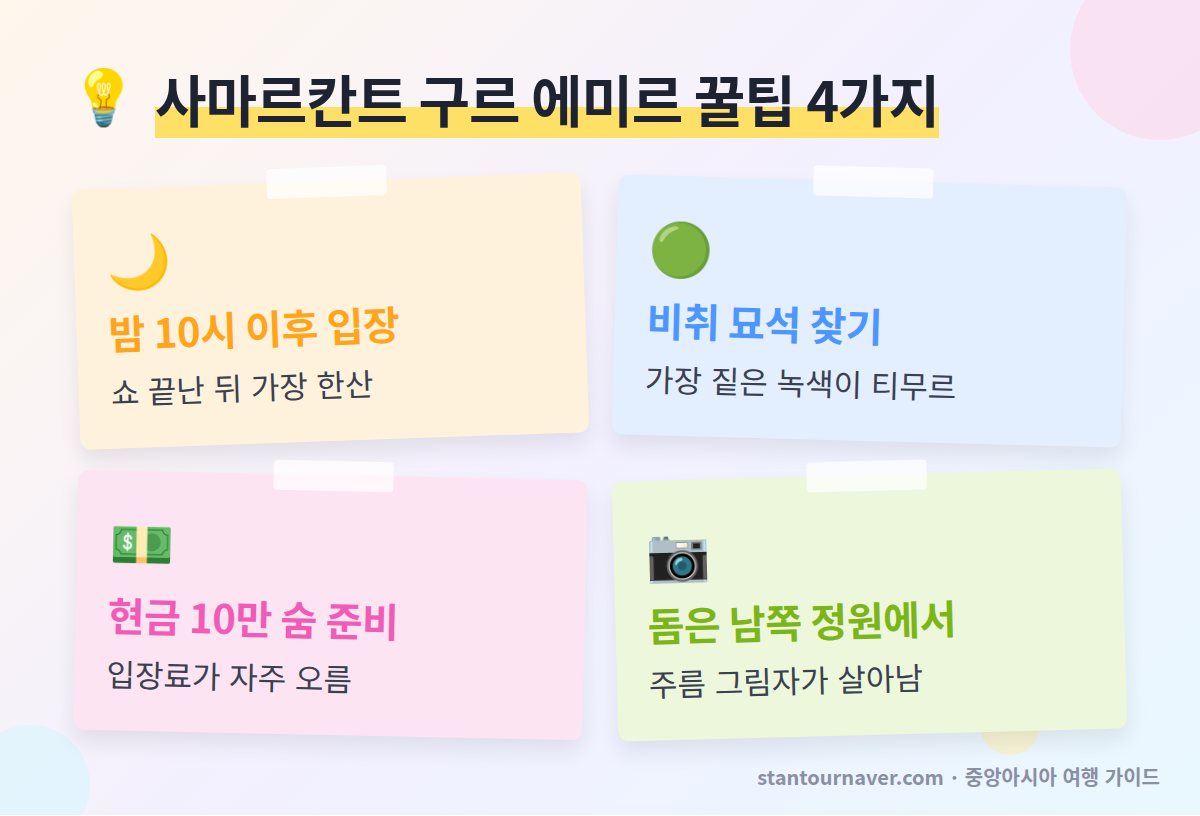 사마르칸트 구르 에미르 꿀팁 4가지
밤 10시 이후 입장
쇼 끝난 뒤 가장 한산
비취 묘석 찾기
가장 짙은 녹색이 티무르
현금 10만 숨 준비
입장료가 자주 오름
돔은 남쪽 정원에서
주름 그림자가 살아남
stantournaver.com · 중앙아시아 여행 가이드